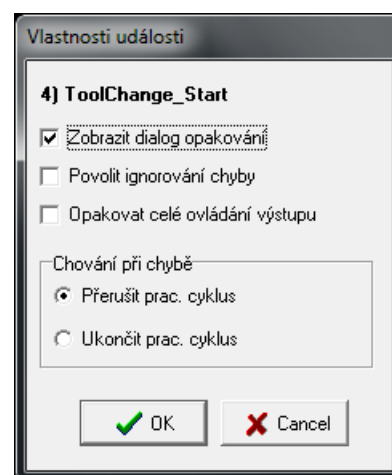 Vlastnosti události
4) ToolChange_Start
Zobrazit dialog opakování
Povolit ignorování chyby
Opakovat celé ovládání výstupu
Chování při chybě
Přerušit prac. cyklus
Ukončit prac. cyklus
OK Cancel